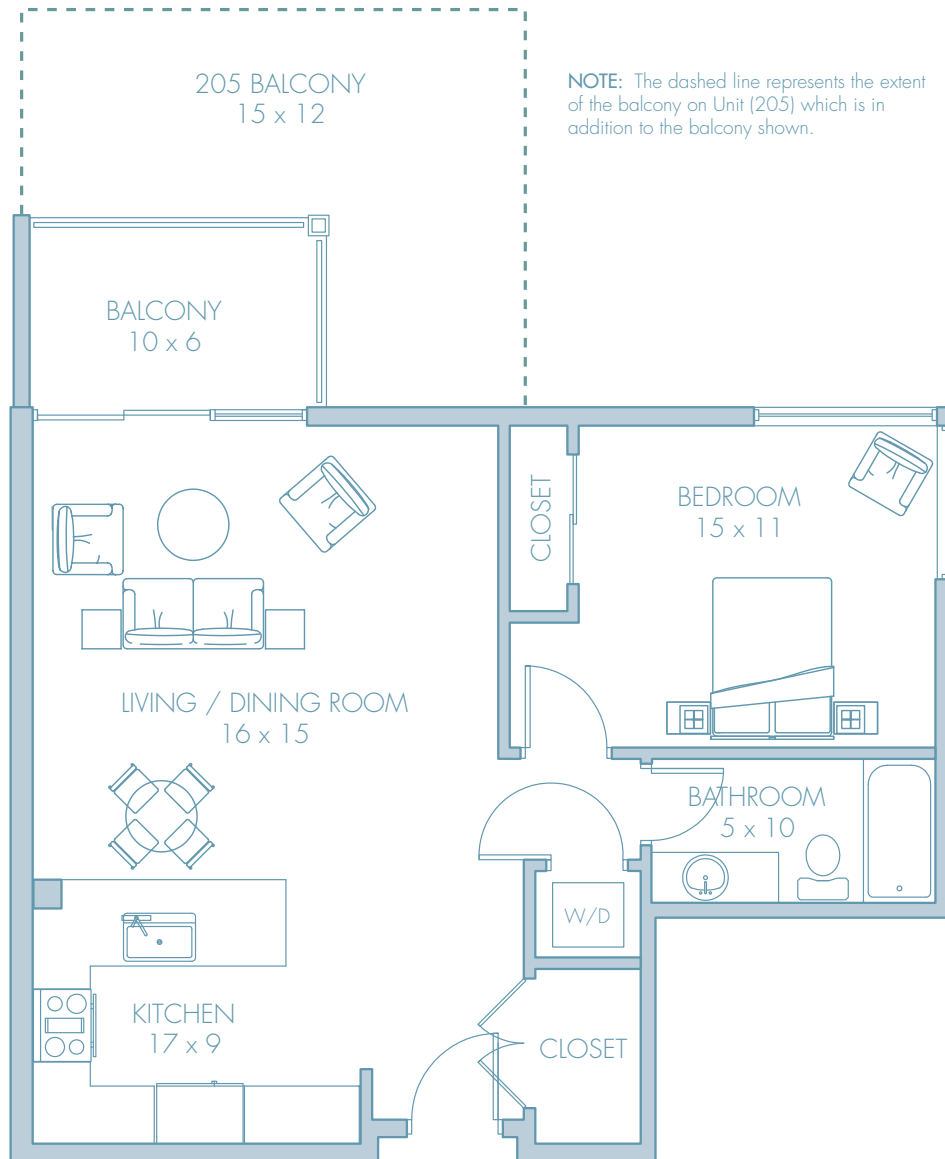 205 BALCONY
15 x 12
NOTE: The dashed line represents the extent
of the balcony on Unit (205) which is in
addition to the balcony shown.
BALCONY
10 x 6
CLOSET
BEDROOM
15 x 11
LIVING / DINING ROOM
16 x 15
BATHROOM
5 x 10
W/D
KITCHEN
17 x 9
CLOSET